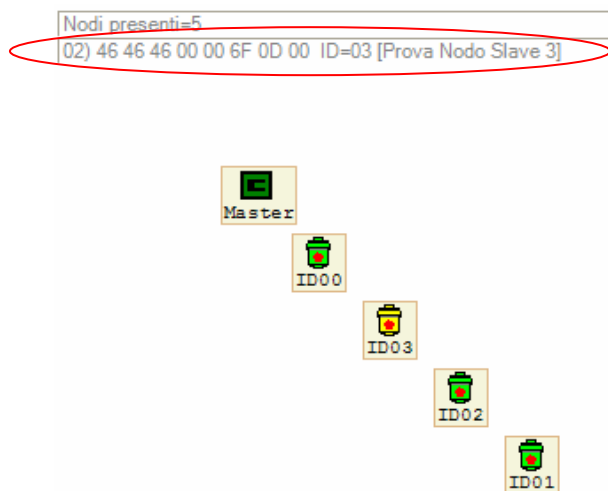 Nodi presenti=5
02) 46 46 46 00 00 6F 0D 00  ID=03 [Prova Nodo Slave 3]
Master
ID00
ID03
ID02
ID01